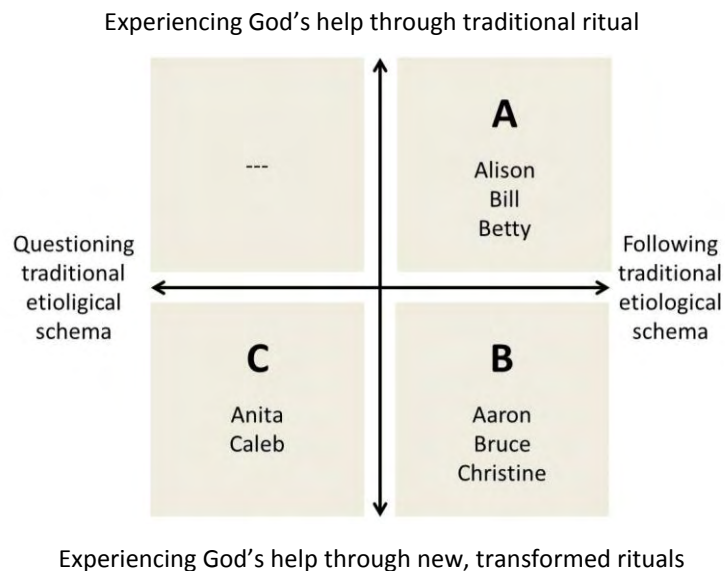 Experiencing God’s help through traditional ritual
---
A
Alison
Bill
Betty
Questioning
traditional
etioligical
schema
Following
traditional
etiological
schema
C
Anita
Caleb
B
Aaron
Bruce
Christine
Experiencing God’s help through new, transformed rituals